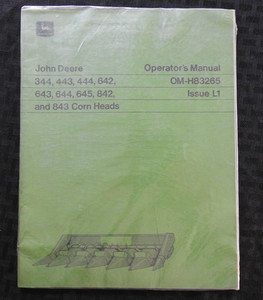 John Deere
344, 443, 444, 642,
643, 644, 645, 842,
and 843 Corn Heads
Operator's Manual
OM-H83265
Issue L1